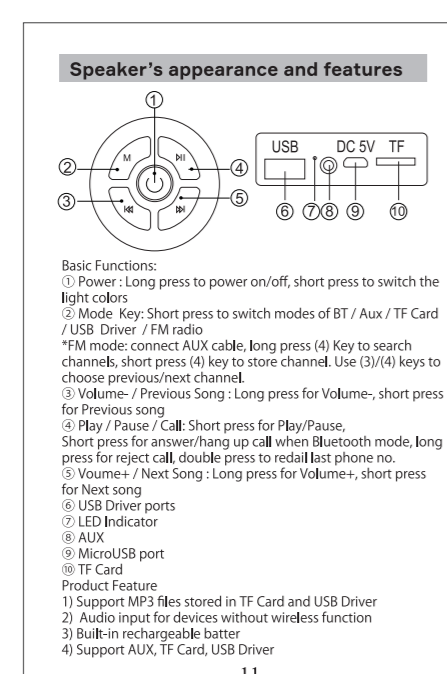 Speaker's appearance and features
①
M
②
④
③
⑤
USB DC 5V TF
⑥ ⑦⑧ ⑨ ⑩
Basic Functions:
① Power : Long press to power on/off, short press to switch the
light colors
② Mode Key: Short press to switch modes of BT / Aux / TF Card
/ USB Driver / FM radio
*FM mode: connect AUX cable, long press (4) Key to search
channels, short press (4) key to store channel. Use (3)/(4) keys to
choose previous/next channel.
③ Volume- / Previous Song : Long press for Volume-, short press
for Previous song
④ Play / Pause / Call: Short press for Play/Pause,
Short press for answer/hang up call when Bluetooth mode, long
press for reject call, double press to redail last phone no.
⑤ Voume+ / Next Song : Long press for Volume+, short press
for Next song
⑥ USB Driver ports
⑦ LED Indicator
⑧ AUX
⑨ MicroUSB port
⑩ TF Card
Product Feature
1) Support MP3 files stored in TF Card and USB Driver
2) Audio input for devices without wireless function
3) Built-in rechargeable batter
4) Support AUX, TF Card, USB Driver